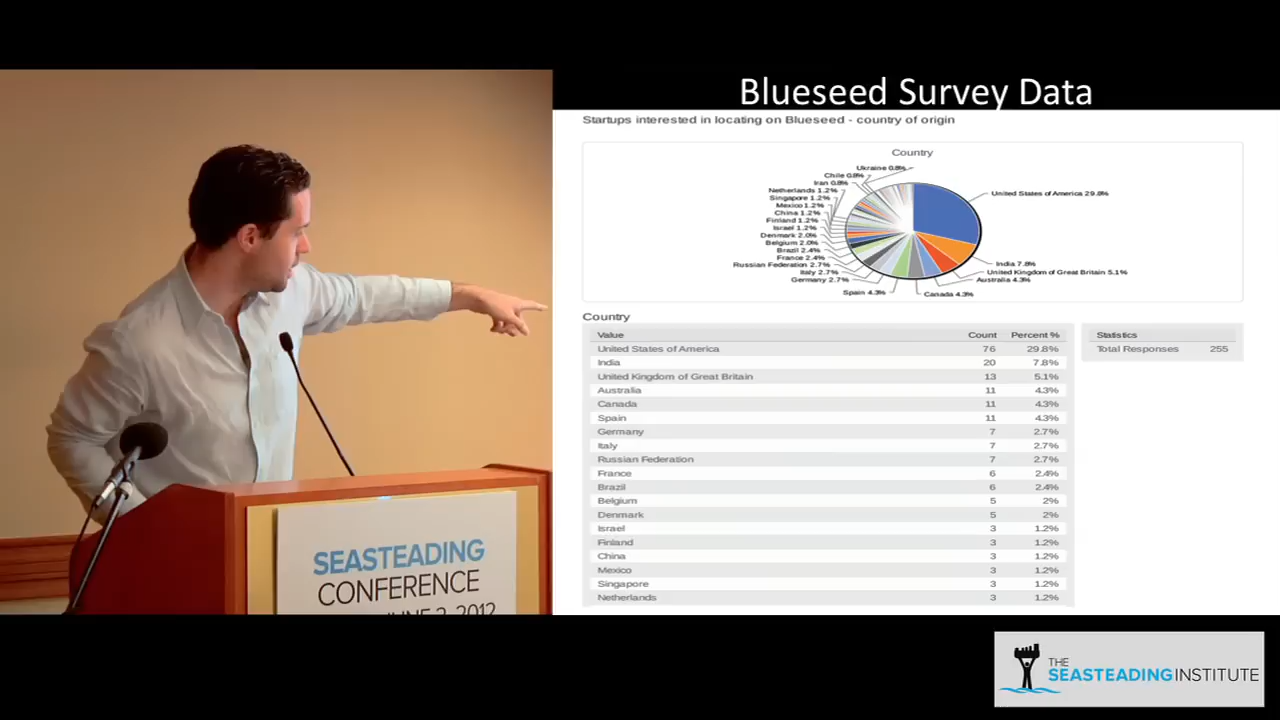 Blueseed Survey Data
Startups interested in locating on Blueseed - country of origin
Country
Ukraine 0.8%
Chile 0.8%
Iran 0.8%
Netherlands 1.2%
Singapore 1.2%
Mexico 1.2%
China 1.2%
Finland 1.2%
Israel 1.2%
Denmark 2.0%
Belgium 2.0%
Brazil 2.4%
France 2.4%
Russian Federation 2.7%
Italy 2.7%
Germany 2.7%
Spain 4.3%
Canada 4.3%
Australia 4.3%
United Kingdom of Great Britain 5.1%
India 7.8%
United States of America 29.8%
Country
Value Count Percent %
United States of America 76 29.8%
India 20 7.8%
United Kingdom of Great Britain 13 5.1%
Australia 11 4.3%
Canada 11 4.3%
Spain 11 4.3%
Germany 7 2.7%
Italy 7 2.7%
Russian Federation 7 2.7%
France 6 2.4%
Brazil 6 2.4%
Belgium 5 2%
Denmark 5 2%
Israel 3 1.2%
Finland 3 1.2%
China 3 1.2%
Mexico 3 1.2%
Singapore 3 1.2%
Netherlands 3 1.2%
Statistics
Total Responses 255
SEASTEADING
CONFERENCE
JUNE 2, 2012
THE
SEASTEADING INSTITUTE